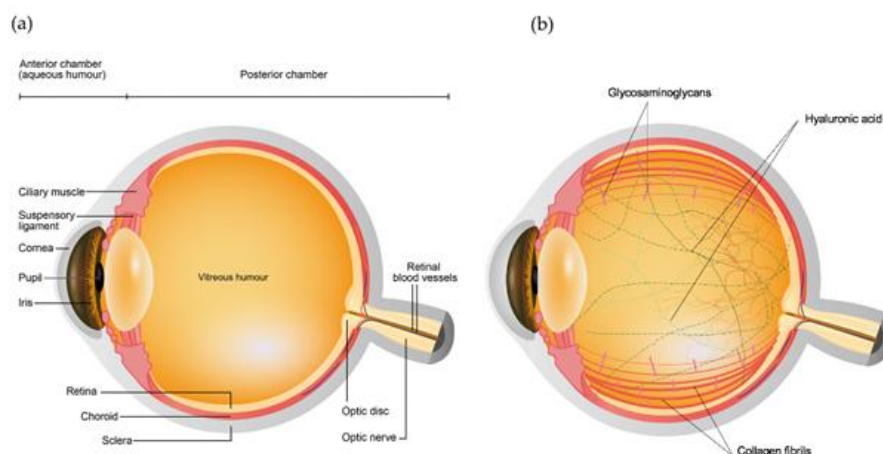 (a)
Anterior chamber
(aqueous humour)
Posterior chamber
Ciliary muscle
Suspensory
ligament
Cornea
Pupil
Iris
Vitreous humour
Retinal
blood vessels
Retina
Choroid
Sclera
Optic disc
Optic nerve
(b)
Glycosaminoglycans
Hyaluronic acid
Collagen fibrils